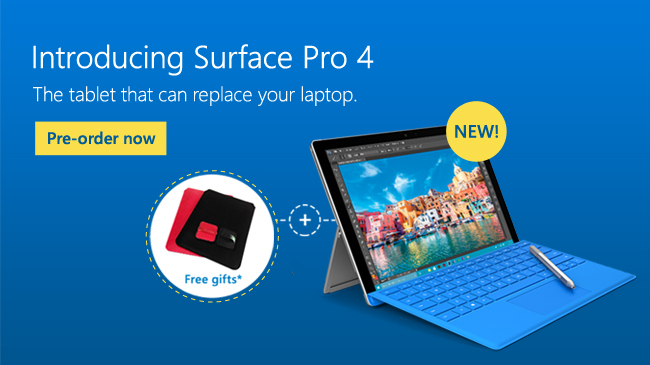 Introducing Surface Pro 4
The tablet that can replace your laptop.
Pre-order now
NEW!
Free gifts*